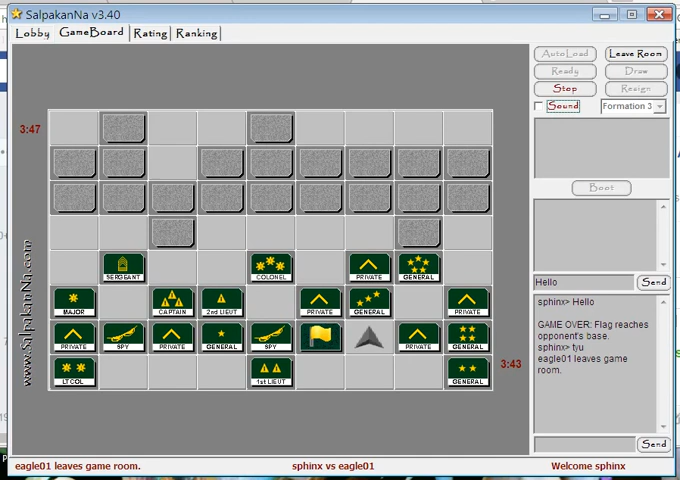 SalpakanNa v3.40
Lobby GameBoard Rating Ranking
AutoLoad Leave Room
Ready Draw
Stop Resign
Sound Formation 3
3:47
Boot
SERGEANT COLONEL PRIVATE GENERAL
Hello Send
MAJOR CAPTAIN 2nd LIEUT PRIVATE GENERAL PRIVATE
sphinx> Hello
GAME OVER: Flag reaches
opponent's base.
sphinx> tyu
eagle01 leaves game
room.
PRIVATE SPY PRIVATE GENERAL SPY PRIVATE GENERAL
3:43
LT COL 1st LIEUT GENERAL
www.SalpakanNa.com
Send
eagle01 leaves game room. sphinx vs eagle01 Welcome sphinx